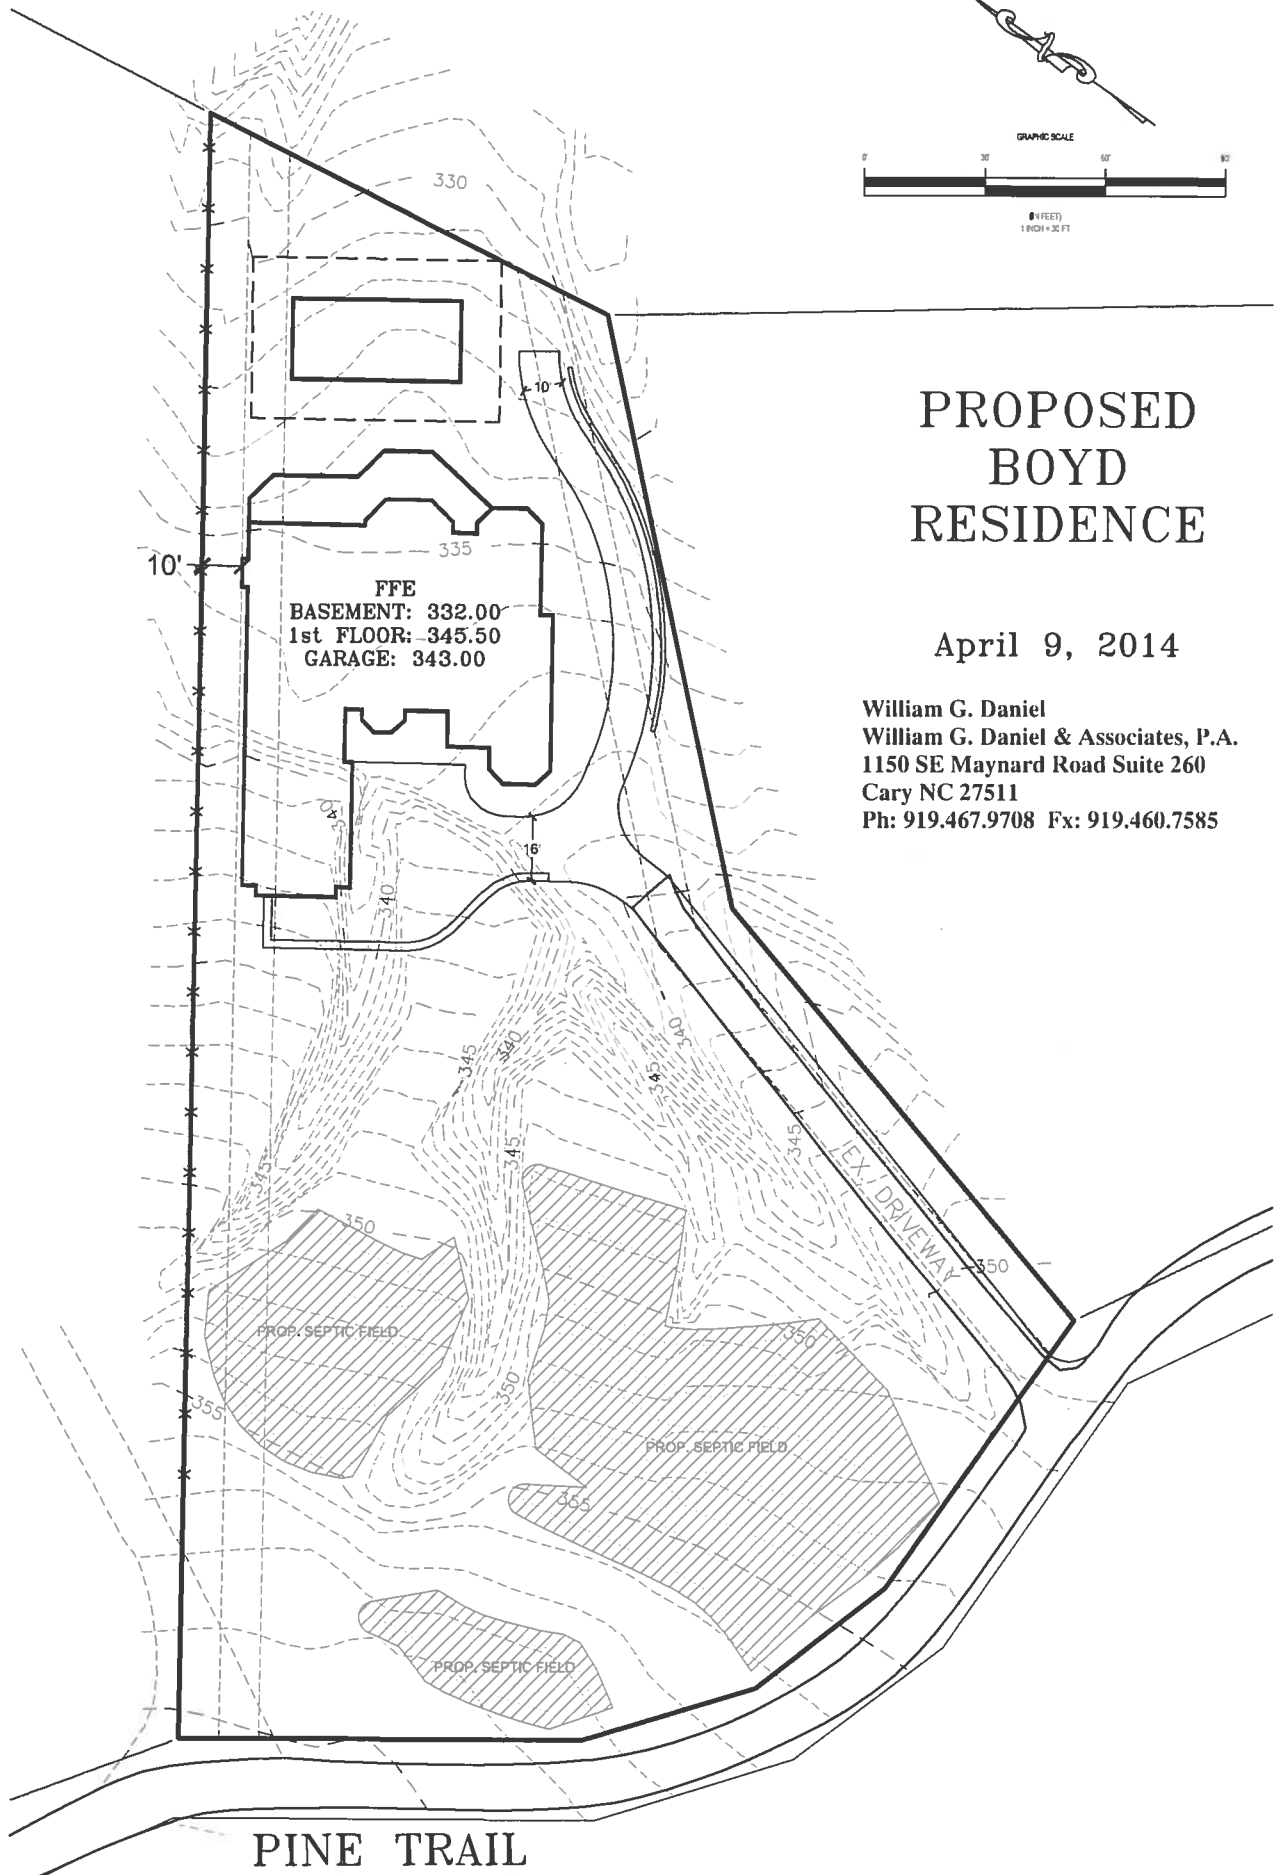 GRAPHIC SCALE
0' 30' 60' 90'
(IN FEET)
1 INCH = 30 FT
330
PROPOSED
BOYD
RESIDENCE
10'
335
10'
FFE
BASEMENT: 332.00
1st FLOOR: 345.50
GARAGE: 343.00
April 9, 2014
William G. Daniel
William G. Daniel & Associates, P.A.
1150 SE Maynard Road Suite 260
Cary NC 27511
Ph: 919.467.9708 Fx: 919.460.7585
16'
340
340
345
340
345
345
345
345
EX. DRIVEWAY
350
350
350
PROP. SEPTIC FIELD
350
355
PROP. SEPTIC FIELD
355
PROP. SEPTIC FIELD
PINE TRAIL